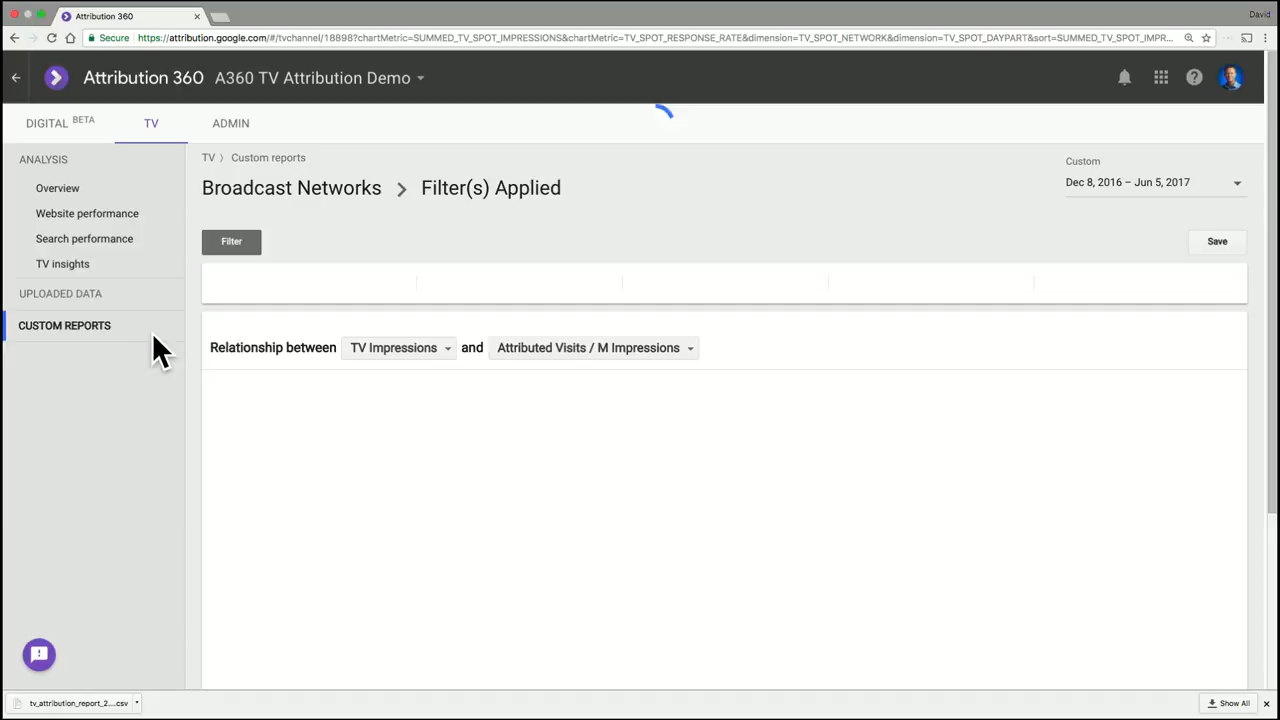 Attribution 360
David
Secure https://attribution.google.com/#/tvchannel/18898?chartMetric=SUMMED_TV_SPOT_IMPRESSIONS&chartMetric=TV_SPOT_RESPONSE_RATE&dimension=TV_SPOT_NETWORK&dimension=TV_SPOT_DAYPART&sort=SUMMED_TV_SPOT_IMPR...
Attribution 360 A360 TV Attribution Demo
DIGITAL BETA TV ADMIN
ANALYSIS
Overview
Website performance
Search performance
TV insights
UPLOADED DATA
CUSTOM REPORTS
TV 〉 Custom reports
Broadcast Networks > Filter(s) Applied
Custom
Dec 8, 2016 – Jun 5, 2017
Filter
Save
Relationship between TV Impressions and Attributed Visits / M Impressions
tv_attribution_report_2....csv
Show All